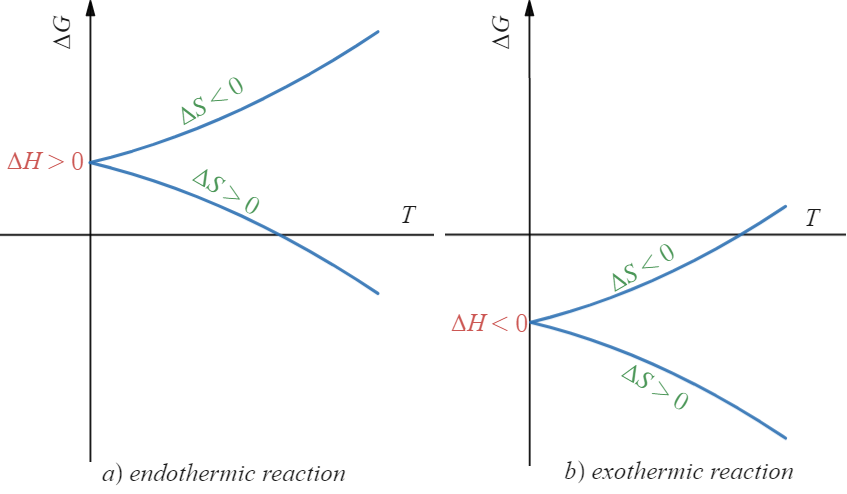 ΔG
ΔS < 0
ΔH > 0
ΔS > 0
T
a) endothermic reaction
ΔG
T
ΔS < 0
ΔH < 0
ΔS > 0
b) exothermic reaction